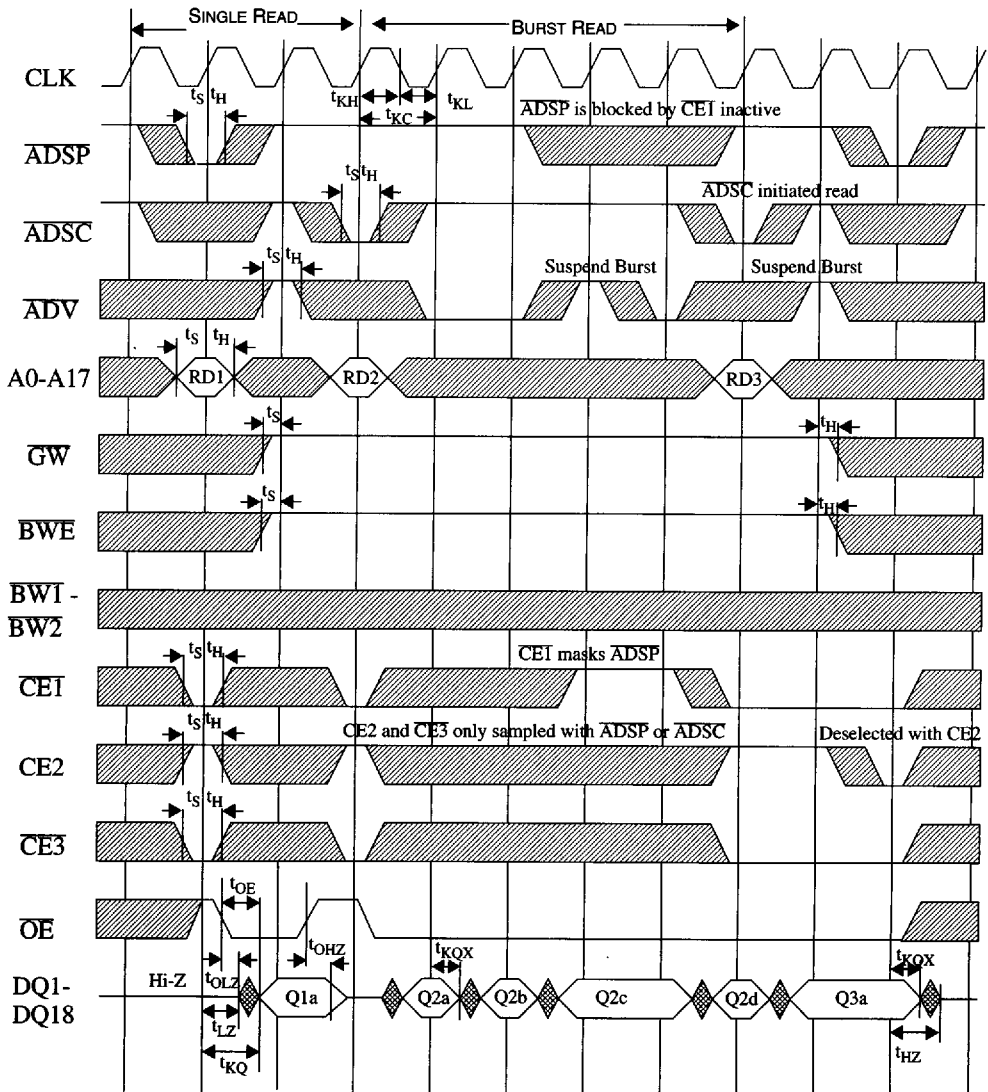 SINGLE READ
BURST READ
CLK
tS tH
tKH
tKL
tKC
ADSP is blocked by CE1 inactive
ADSP
tS tH
ADSC initiated read
ADSC
tS tH
Suspend Burst
Suspend Burst
ADV
tS tH
A0-A17
RD1
RD2
RD3
tS
tH
GW
tS
tH
BWE
BW1 -
BW2
tS tH
CE1 masks ADSP
CE1
tS tH
CE2 and CE3 only sampled with ADSP or ADSC
Deselected with CE2
CE2
tS tH
CE3
tOE
OE
tOHZ
tKQX
tKQX
Hi-Z
tOLZ
DQ1-
DQ18
Q1a
Q2a
Q2b
Q2c
Q2d
Q3a
tLZ
tHZ
tKQ